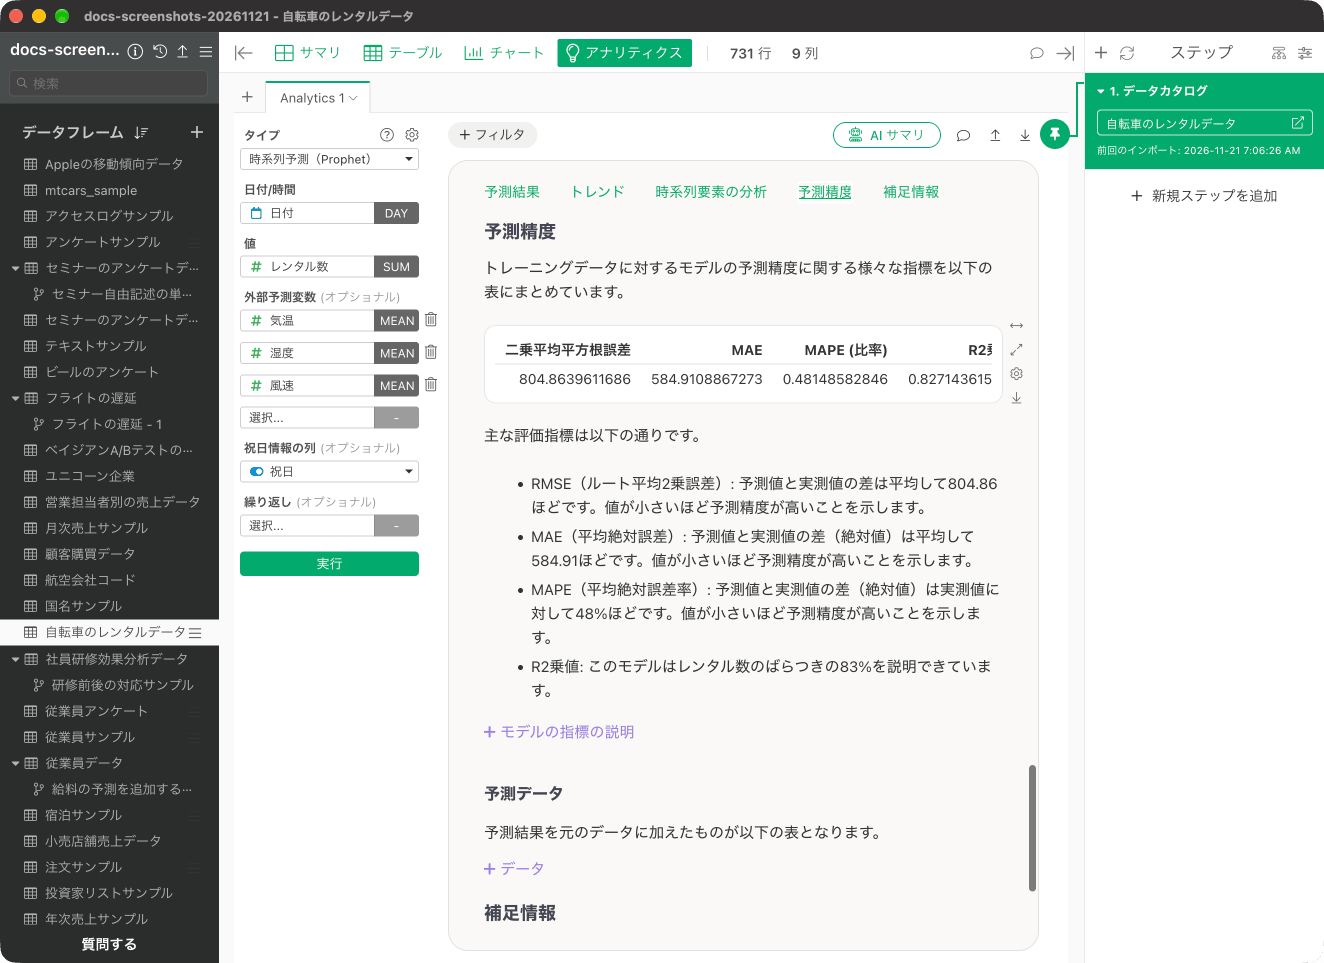 docs-screenshots-20261121 - 自転車のレンタルデータ
docs-screen...
検索
データフレーム
Appleの移動傾向データ
mtcars_sample
アクセスログサンプル
アンケートサンプル
セミナーのアンケートデ…
セミナー自由記述の単…
セミナーのアンケートデ…
テキストサンプル
ビールのアンケート
フライトの遅延
フライトの遅延 - 1
ベイジアンA/Bテストの…
ユニコーン企業
営業担当者別の売上データ
月次売上サンプル
顧客購買データ
航空会社コード
国名サンプル
自転車のレンタルデータ
社員研修効果分析データ
研修前後の対応サンプル
従業員アンケート
従業員サンプル
従業員データ
給料の予測を追加する…
宿泊サンプル
小売店舗売上データ
注文サンプル
投資家リストサンプル
年次売上サンプル
質問する
サマリ テーブル チャート アナリティクス 731 行 9 列
Analytics 1
タイプ
時系列予測（Prophet）
日付/時間
日付 DAY
値
レンタル数 SUM
外部予測変数 (オプショナル)
気温 MEAN
湿度 MEAN
風速 MEAN
選択... -
祝日情報の列 (オプショナル)
祝日
繰り返し (オプショナル)
選択... -
実行
+ フィルタ
AI サマリ
予測結果 トレンド 時系列要素の分析 予測精度 補足情報
予測精度
トレーニングデータに対するモデルの予測精度に関する様々な指標を以下の
表にまとめています。
二乗平均平方根誤差 MAE MAPE (比率) R2
804.8639611686 584.9108867273 0.48148582846 0.827143615
主な評価指標は以下の通りです。
• RMSE（ルート平均2乗誤差）: 予測値と実測値の差は平均して804.86
ほどです。値が小さいほど予測精度が高いことを示します。
• MAE（平均絶対誤差）: 予測値と実測値の差（絶対値）は平均して
584.91ほどです。値が小さいほど予測精度が高いことを示します。
• MAPE（平均絶対誤差率）: 予測値と実測値の差（絶対値）は実測値に
対して48%ほどです。値が小さいほど予測精度が高いことを示しま
す。
• R2乗値: このモデルはレンタル数のばらつきの83%を説明できていま
す。
+ モデルの指標の説明
予測データ
予測結果を元のデータに加えたものが以下の表となります。
+ データ
補足情報
ステップ
1. データカタログ
自転車のレンタルデータ
前回のインポート: 2026-11-21 7:06:26 AM
+ 新規ステップを追加